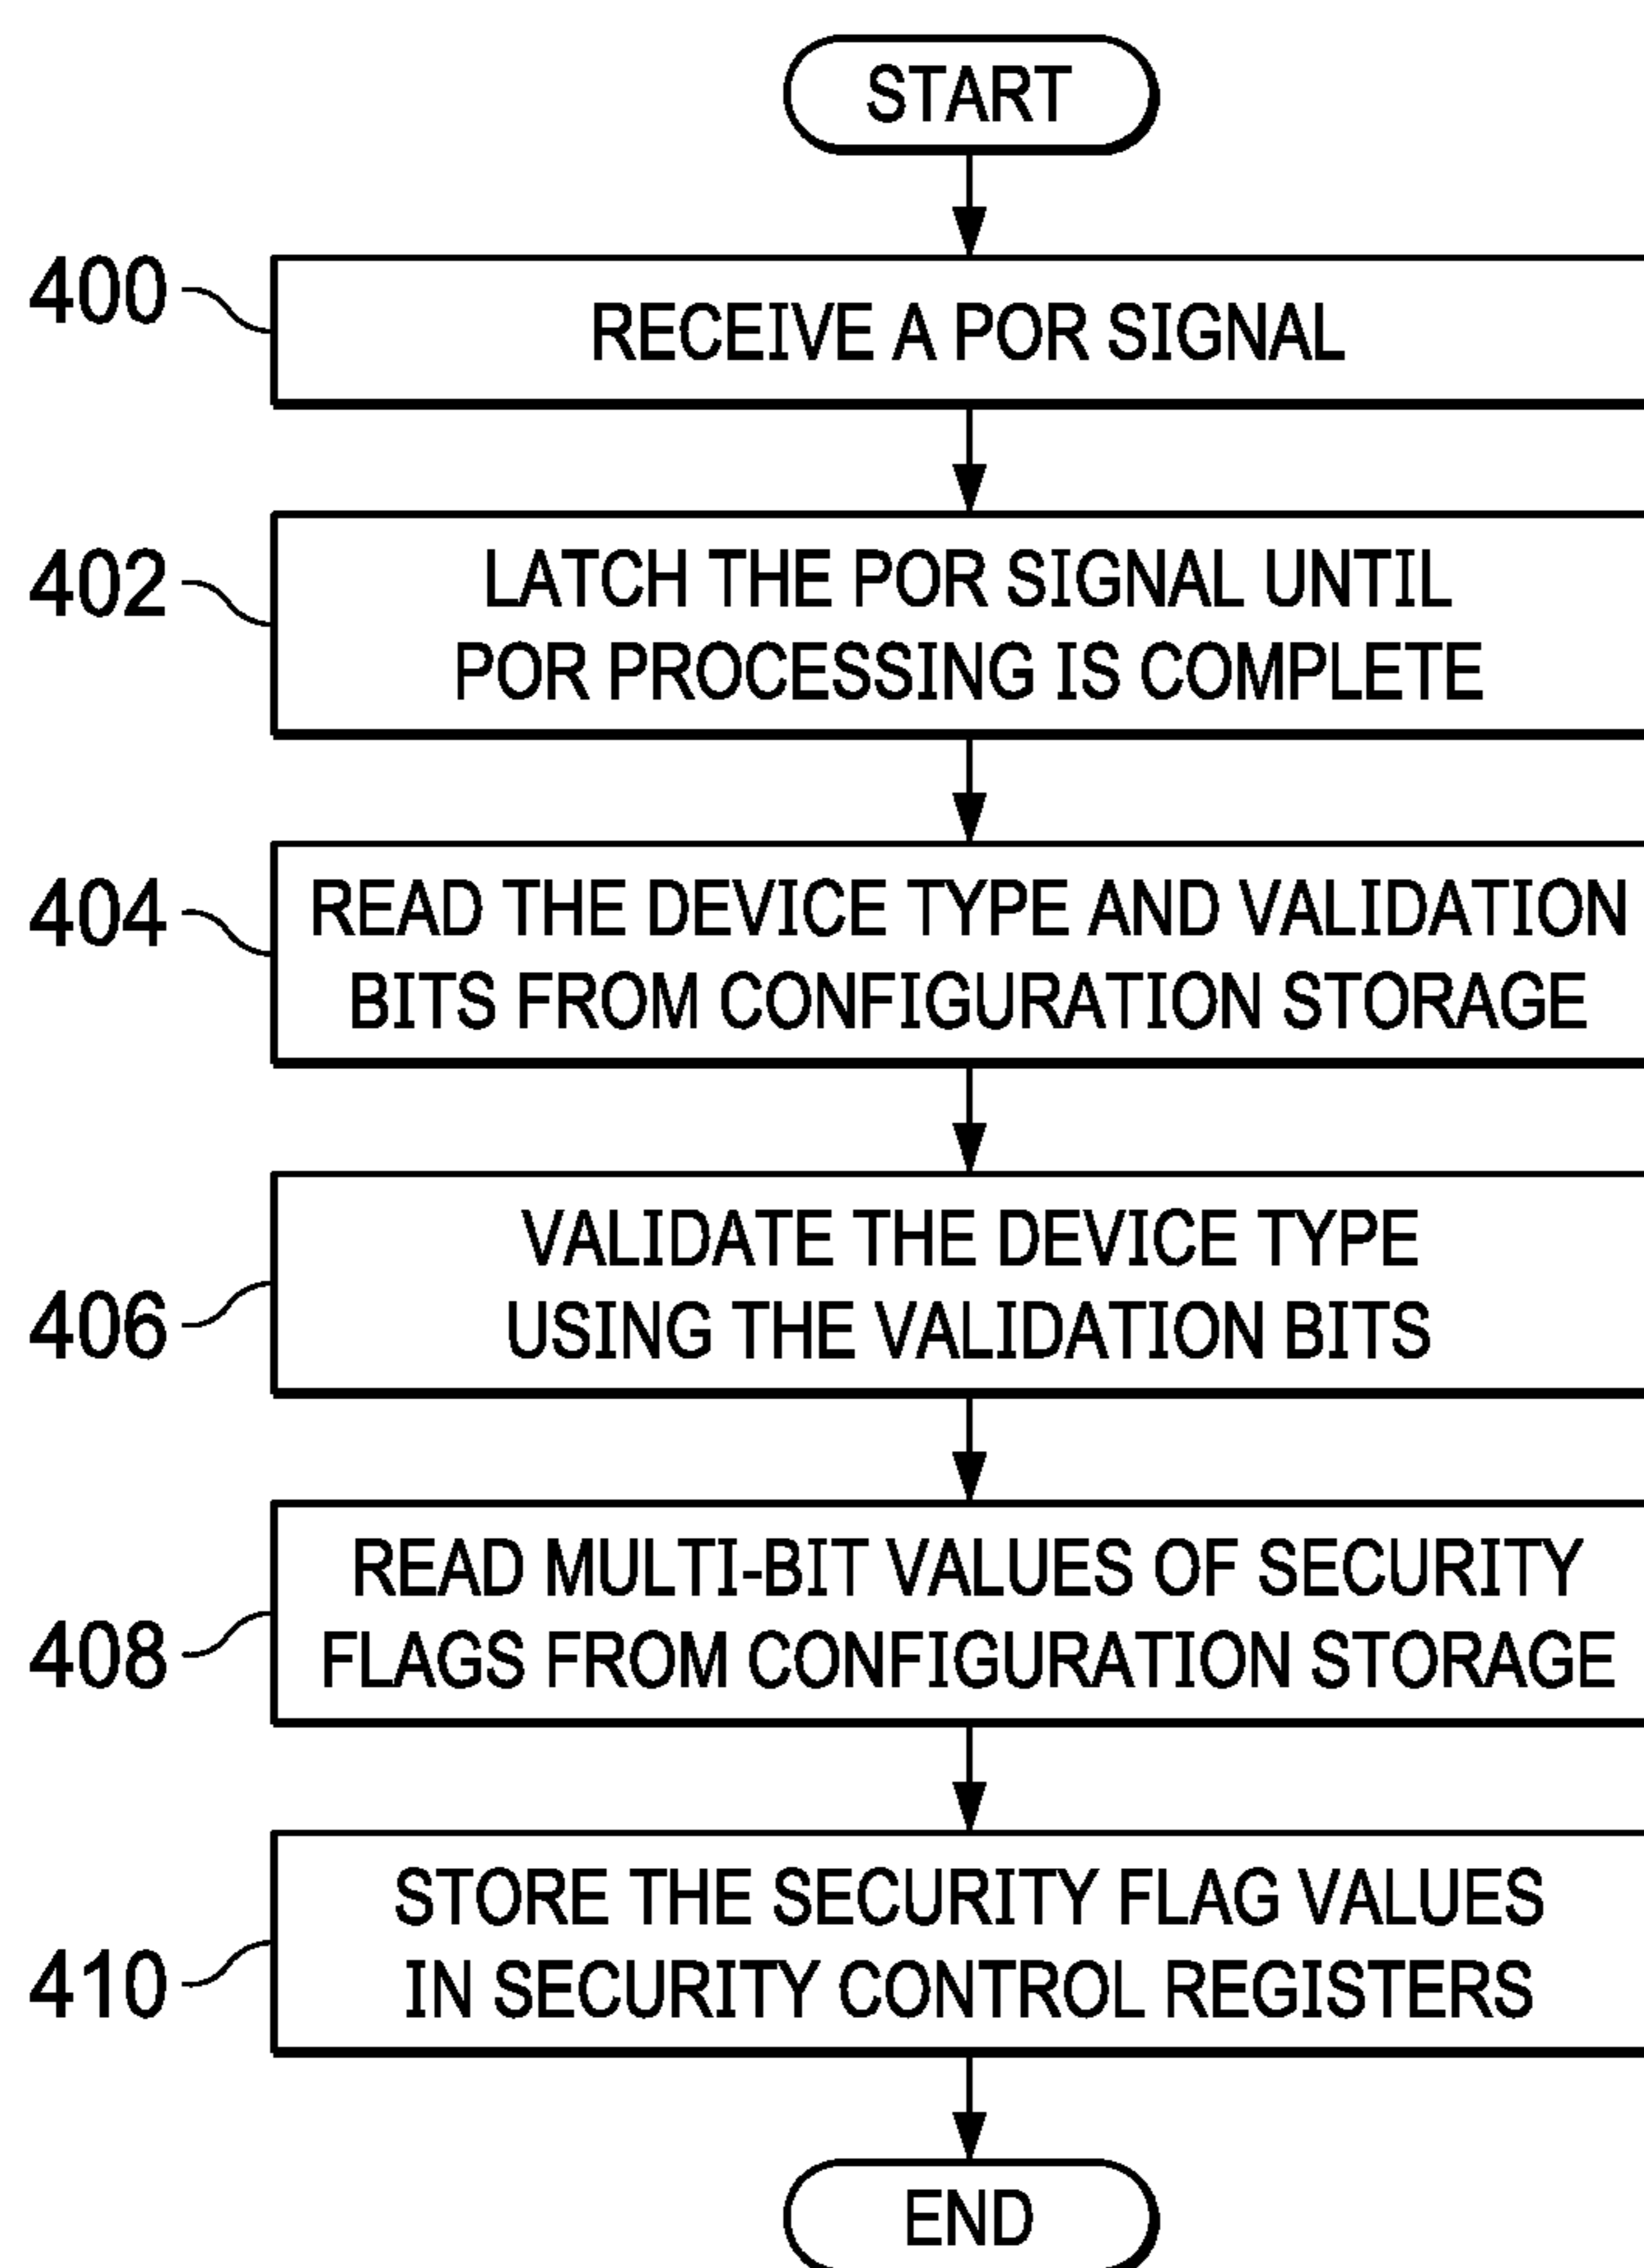 START
400
RECEIVE A POR SIGNAL
402
LATCH THE POR SIGNAL UNTIL
POR PROCESSING IS COMPLETE
404
READ THE DEVICE TYPE AND VALIDATION
BITS FROM CONFIGURATION STORAGE
406
VALIDATE THE DEVICE TYPE
USING THE VALIDATION BITS
408
READ MULTI-BIT VALUES OF SECURITY
FLAGS FROM CONFIGURATION STORAGE
410
STORE THE SECURITY FLAG VALUES
IN SECURITY CONTROL REGISTERS
END